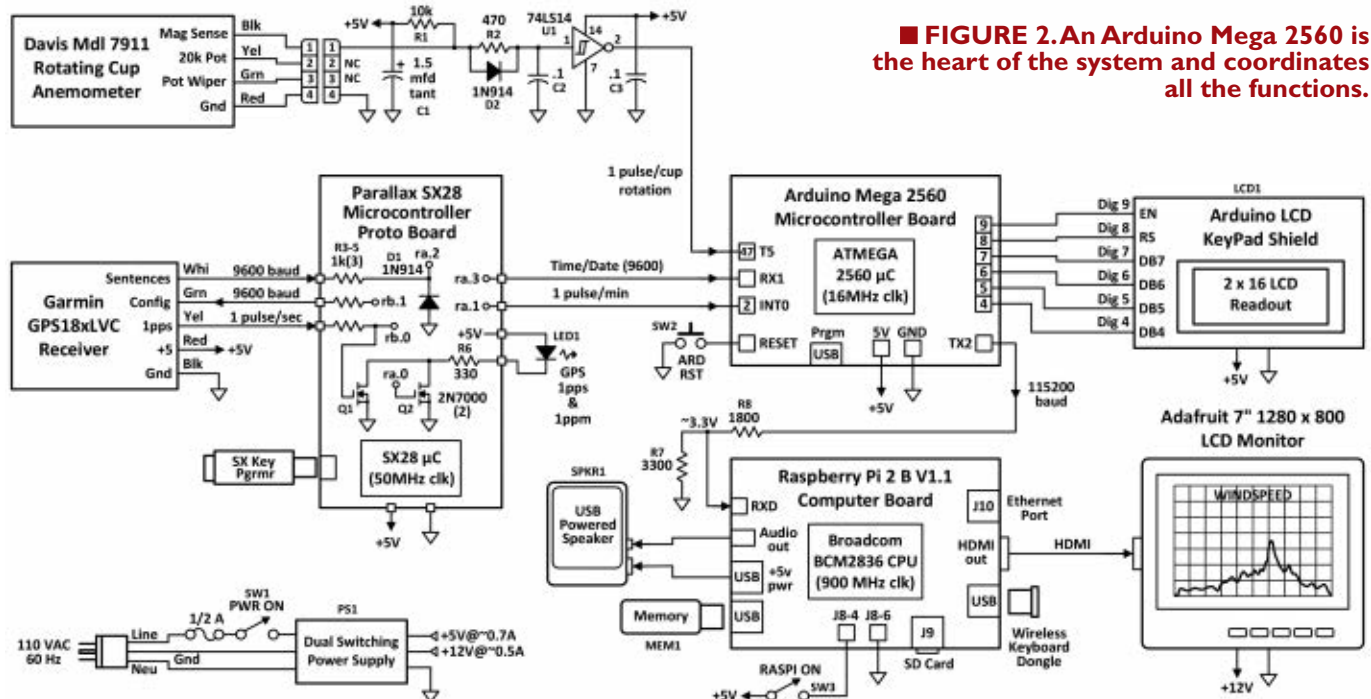 ■ FIGURE 2. An Arduino Mega 2560 is
the heart of the system and coordinates
all the functions.
Davis Mdl 7911
Rotating Cup
Anemometer
Mag Sense
20k Pot
Pot Wiper
Gnd
Blk
Yel
Grn
Red
1
2
3
4
1
2
3
4
NC
NC
+5V
10k
R1
+
1.5
mfd
tant
C1
470
R2
1N914
D2
74LS14
U1
1
14
2
7
.1
C2
.1
C3
+5V
1 pulse/cup
rotation
Garmin
GPS18xLVC
Receiver
Sentences
Config
1pps
+5
Gnd
Whi
Grn
Yel
Red
Blk
9600 baud
9600 baud
1 pulse/sec
+5V
Parallax SX28
Microcontroller
Proto Board
R3-5
1k(3)
D1
1N914
ra.2
rb.1
rb.0
ra.3
ra.1
+5V
ra.0
Q1
Q2
2N7000
(2)
R6
330
SX28 µC
(50MHz clk)
SX Key
Pgrmr
+5V
LED1
GPS
1pps
&
1ppm
Time/Date (9600)
1 pulse/min
Arduino Mega 2560
Microcontroller Board
ATMEGA
2560 µC
(16MHz clk)
47
T5
RX1
2
INT0
RESET
Prgm
USB
5V
GND
TX2
9
8
7
6
5
4
SW2
ARD
RST
+5V
Dig 9
Dig 8
Dig 7
Dig 6
Dig 5
Dig 4
LCD1
EN
RS
DB7
DB6
DB5
DB4
Arduino LCD
KeyPad Shield
2 x 16 LCD
Readout
+5V
115200
baud
R8
1800
~3.3V
R7
3300
Raspberry Pi 2 B V1.1
Computer Board
Broadcom
BCM2836 CPU
(900 MHz clk)
RXD
Audio
out
USB
+5v
pwr
USB
J8-4
J8-6
J9
SD Card
J10
Ethernet
Port
HDMI
out
HDMI
USB
Wireless
Keyboard
Dongle
SPKR1
USB
Powered
Speaker
Memory
MEM1
RASPI ON
SW3
+5V
Adafruit 7" 1280 x 800
LCD Monitor
WINDSPEED
+12V
110 VAC
60 Hz
Line
Gnd
Neu
1/2 A
SW1
PWR ON
PS1
Dual Switching
Power Supply
+5V@~0.7A
+12V@~0.5A